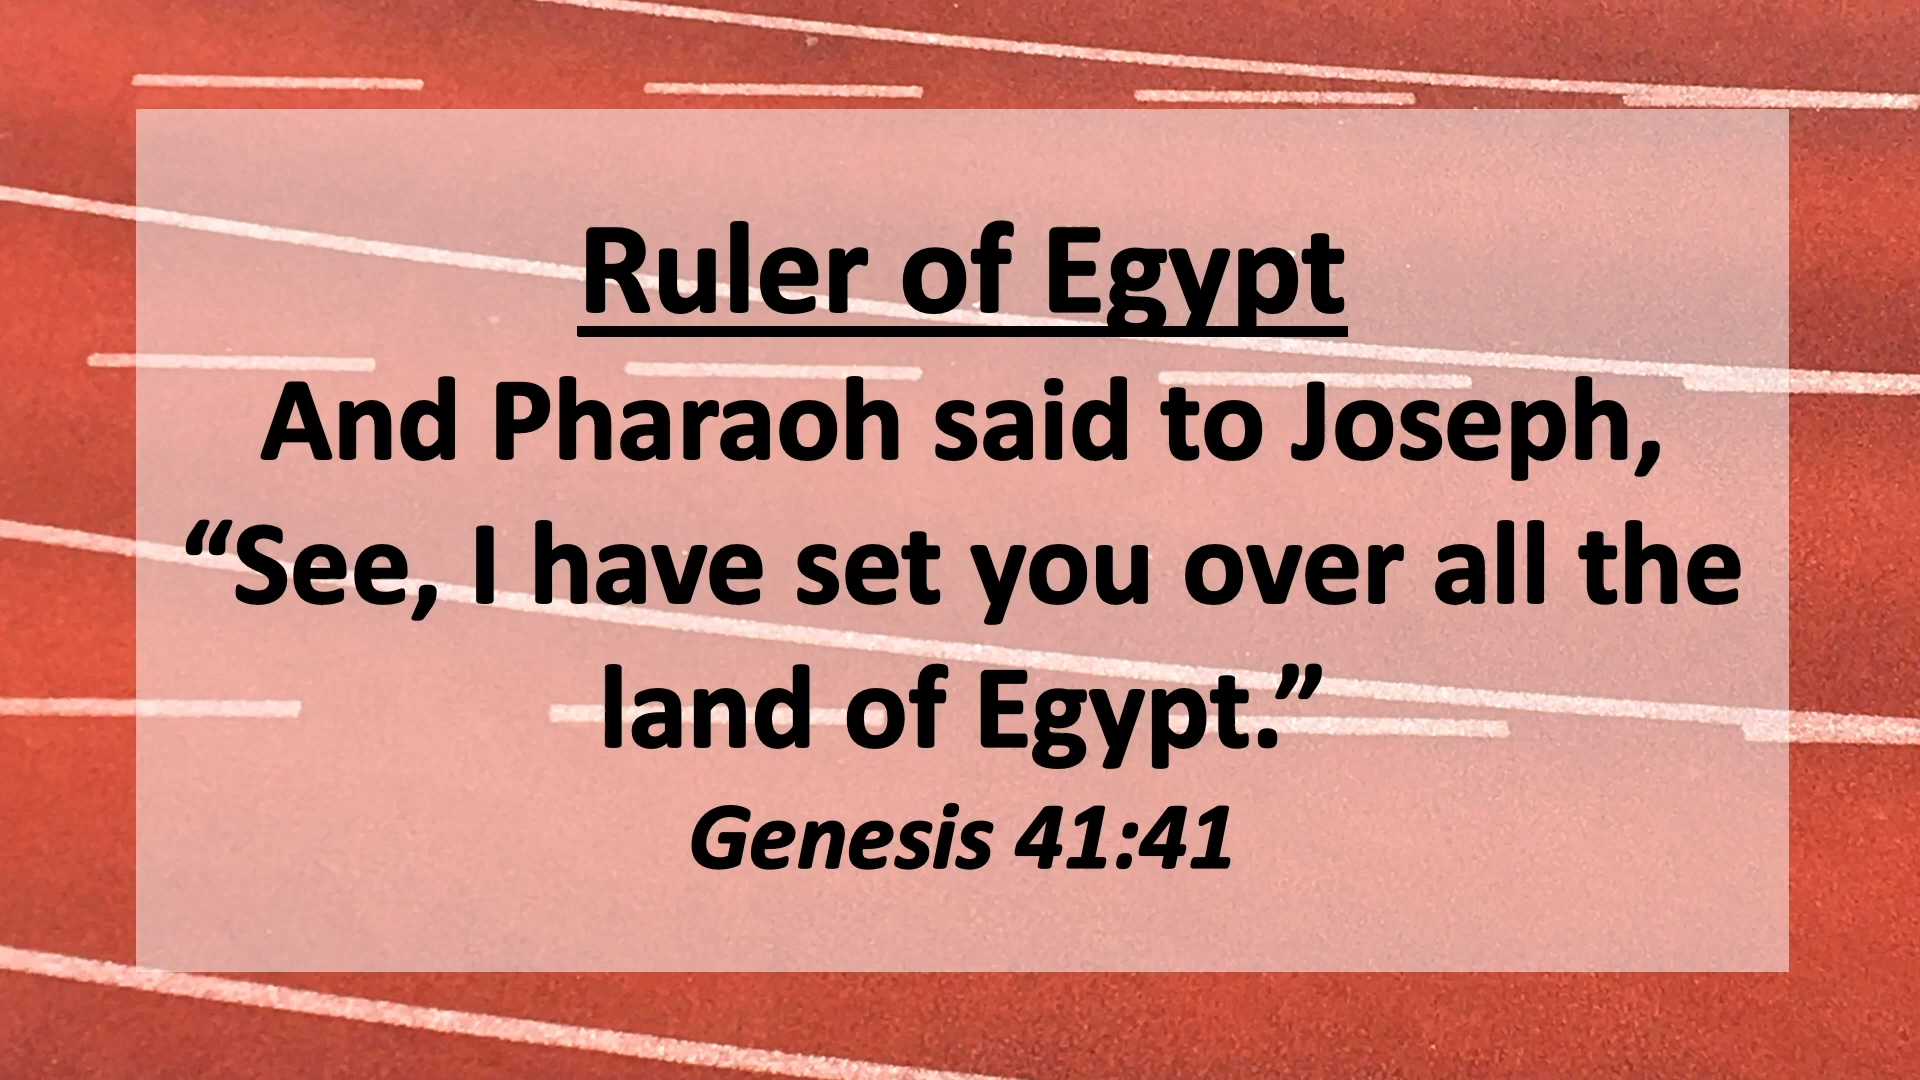 Ruler of Egypt
And Pharaoh said to Joseph,
“See, I have set you over all the
land of Egypt.”
Genesis 41:41